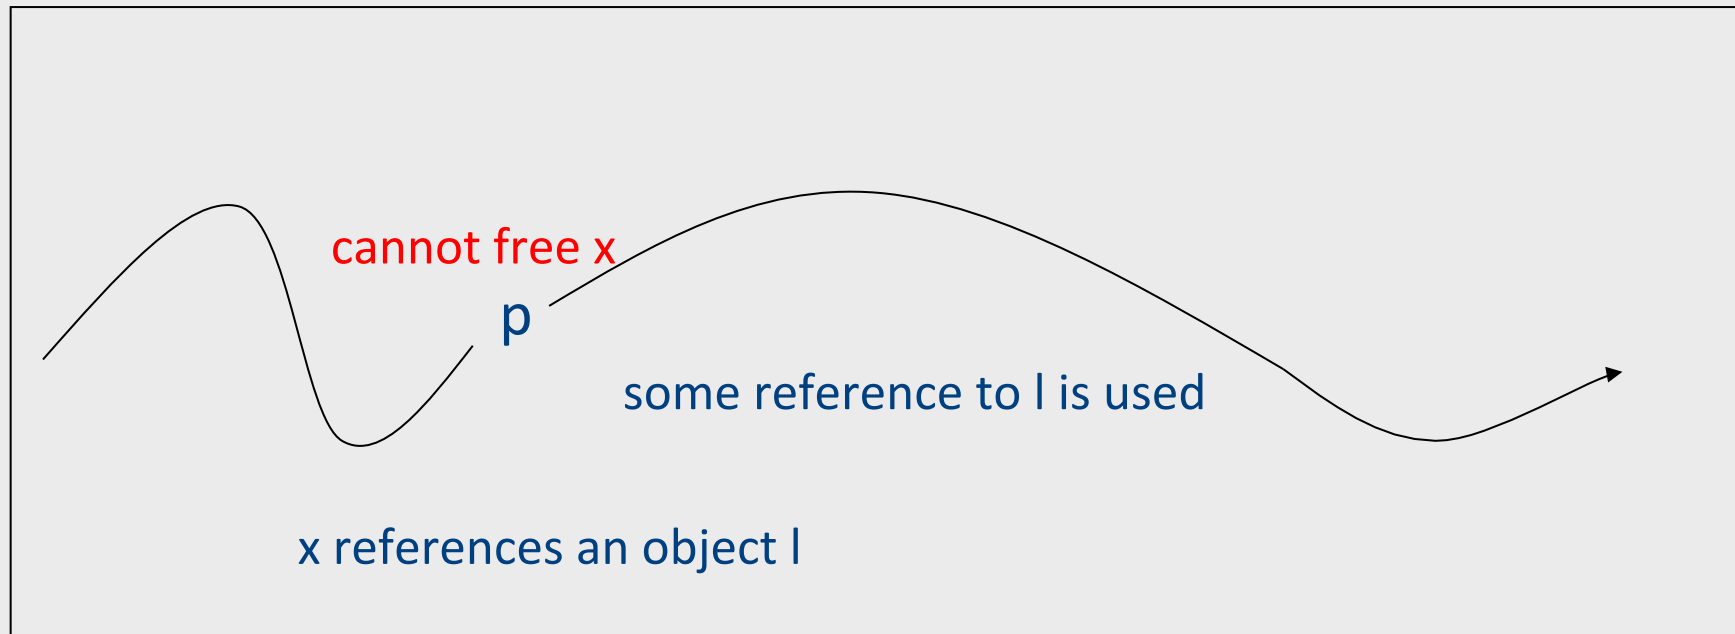 cannot free x
p
some reference to l is used
x references an object l